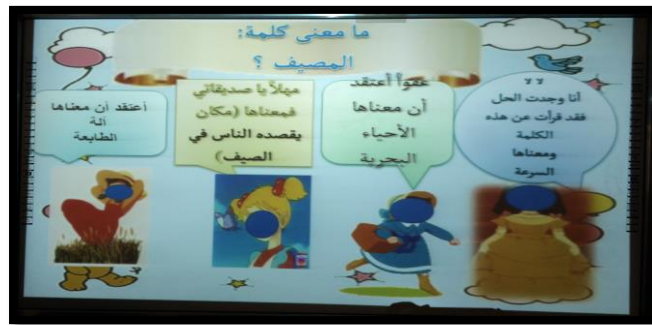 ما معنى كلمة:
المصيف ؟
لا لا
أنا وجدت الحل
فقد قرأت عن هذه
الكلمة
ومعناها
السرعة
عفواً أعتقد
أن معناها
الأحياء
البحرية
مهلاً يا صديقاتي
فمعناها (مكان
يقصده الناس في
الصيف)
أعتقد أن معناها
آلة
الطابعة